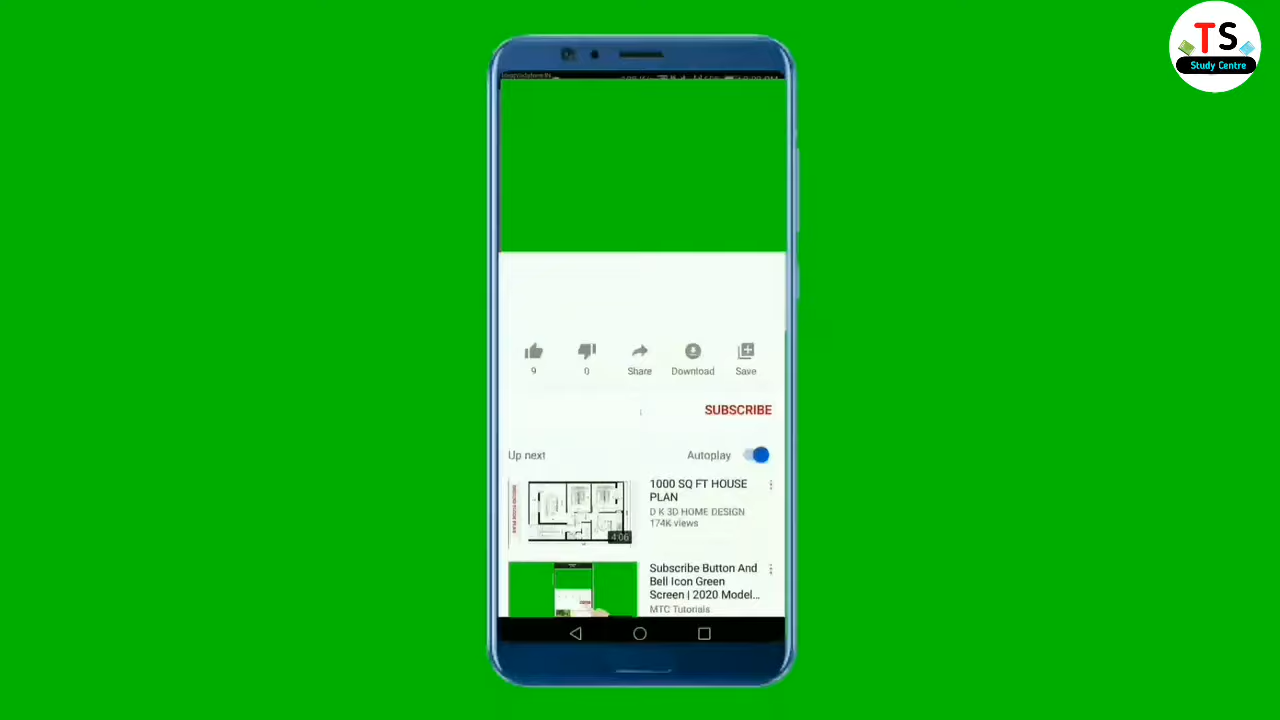 TS
Study Centre
9
0
Share
Download
Save
SUBSCRIBE
Up next
Autoplay
1000 SQ FT HOUSE
PLAN
D K 3D HOME DESIGN
174K views
4:06
Subscribe Button And
Bell Icon Green
Screen | 2020 Model...
MTC Tutorials